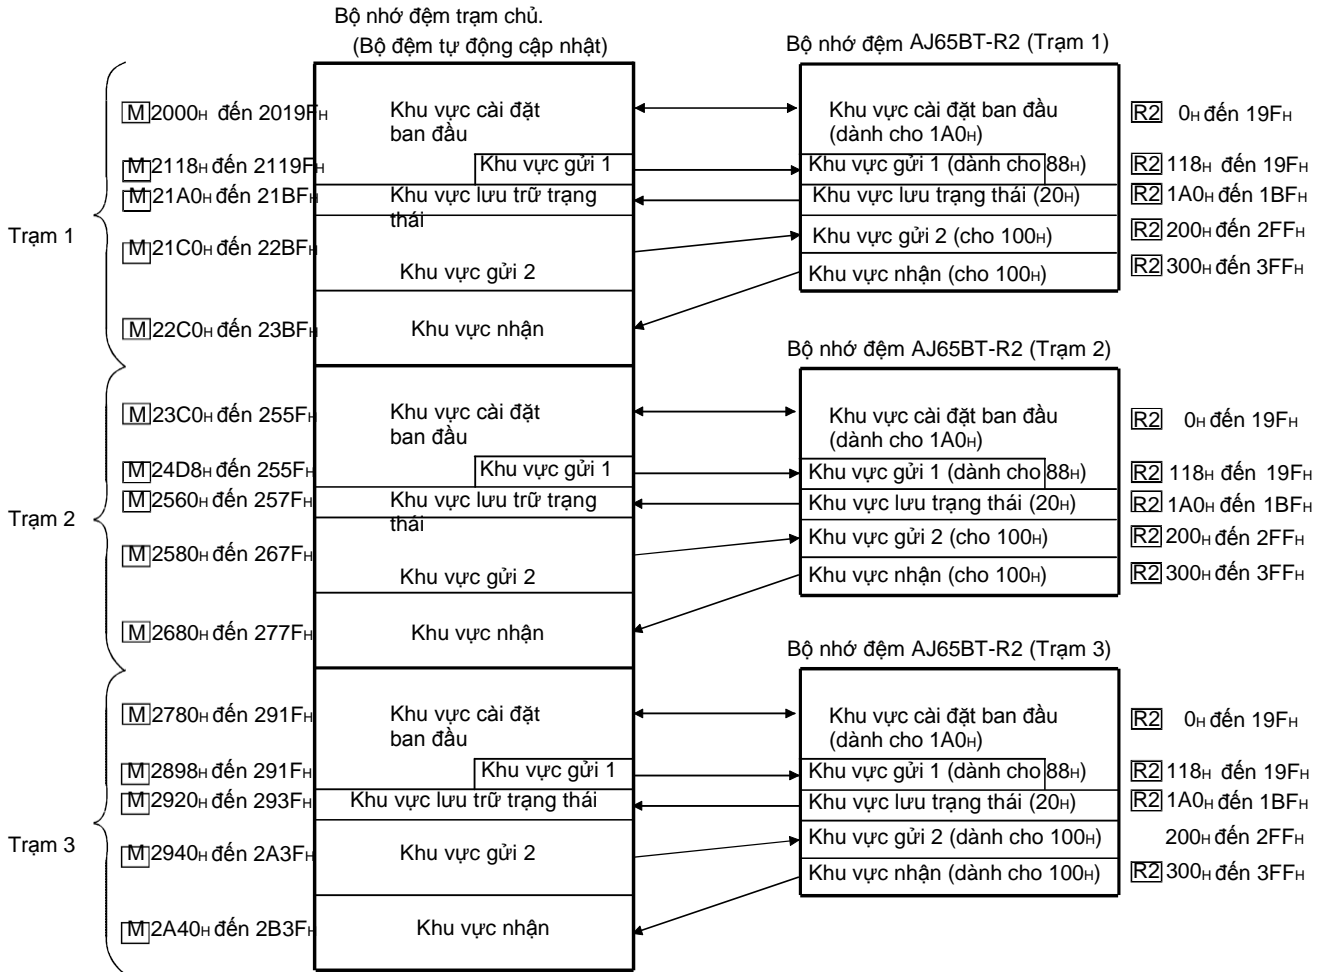 Bộ nhớ đệm trạm chủ.
(Bộ đệm tự động cập nhật)
Bộ nhớ đệm AJ65BT-R2 (Trạm 1)
Trạm 1
M 2000H đến 2019FH
Khu vực cài đặt
ban đầu
Khu vực cài đặt ban đầu
(dành cho 1A0H)
R2 0H đến 19FH
M 2118H đến 2119FH
Khu vực gửi 1
Khu vực gửi 1 (dành cho 88H)
R2 118H đến 19FH
M 21A0H đến 21BFH
Khu vực lưu trữ trạng
thái
Khu vực lưu trạng thái (20H)
R2 1A0H đến 1BFH
M 21C0H đến 22BFH
Khu vực gửi 2
Khu vực gửi 2 (cho 100H)
R2 200H đến 2FFH
Khu vực nhận (cho 100H)
R2 300H đến 3FFH
M 22C0H đến 23BFH
Khu vực nhận
Bộ nhớ đệm AJ65BT-R2 (Trạm 2)
Trạm 2
M 23C0H đến 255FH
Khu vực cài đặt
ban đầu
Khu vực cài đặt ban đầu
(dành cho 1A0H)
R2 0H đến 19FH
M 24D8H đến 255FH
Khu vực gửi 1
Khu vực gửi 1 (dành cho 88H)
R2 118H đến 19FH
M 2560H đến 257FH
Khu vực lưu trữ trạng
thái
Khu vực lưu trạng thái (20H)
R2 1A0H đến 1BFH
M 2580H đến 267FH
Khu vực gửi 2
Khu vực gửi 2 (cho 100H)
R2 200H đến 2FFH
Khu vực nhận (cho 100H)
R2 300H đến 3FFH
M 2680H đến 277FH
Khu vực nhận
Bộ nhớ đệm AJ65BT-R2 (Trạm 3)
Trạm 3
M 2780H đến 291FH
Khu vực cài đặt
ban đầu
Khu vực cài đặt ban đầu
(dành cho 1A0H)
R2 0H đến 19FH
M 2898H đến 291FH
Khu vực gửi 1
Khu vực gửi 1 (dành cho 88H)
R2 118H đến 19FH
M 2920H đến 293FH
Khu vực lưu trữ trạng thái
Khu vực lưu trạng thái (20H)
R2 1A0H đến 1BFH
M 2940H đến 2A3FH
Khu vực gửi 2
Khu vực gửi 2 (dành cho 100H)
200H đến 2FFH
Khu vực nhận (dành cho 100H)
R2 300H đến 3FFH
M 2A40H đến 2B3FH
Khu vực nhận